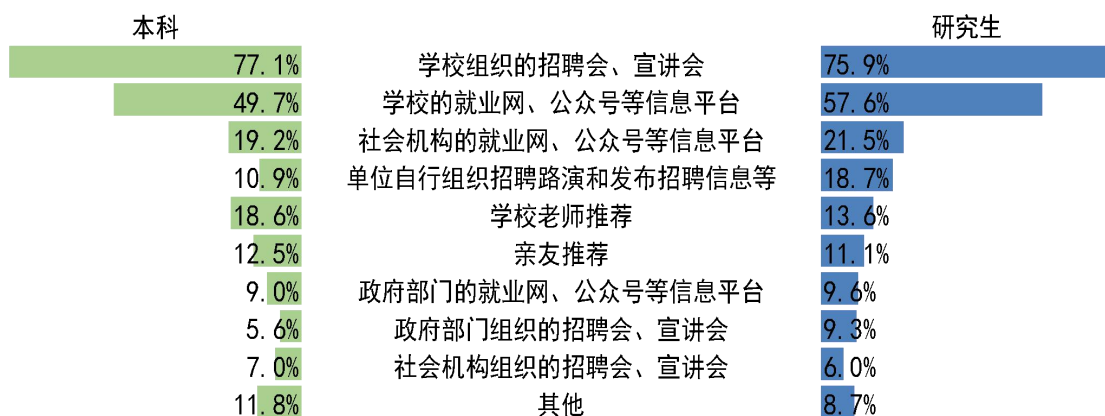 本科 研究生
77.1% 学校组织的招聘会、宣讲会 75.9%
49.7% 学校的就业网、公众号等信息平台 57.6%
19.2% 社会机构的就业网、公众号等信息平台 21.5%
10.9% 单位自行组织招聘路演和发布招聘信息等 18.7%
18.6% 学校老师推荐 13.6%
12.5% 亲友推荐 11.1%
9.0% 政府部门的就业网、公众号等信息平台 9.6%
5.6% 政府部门组织的招聘会、宣讲会 9.3%
7.0% 社会机构组织的招聘会、宣讲会 6.0%
11.8% 其他 8.7%